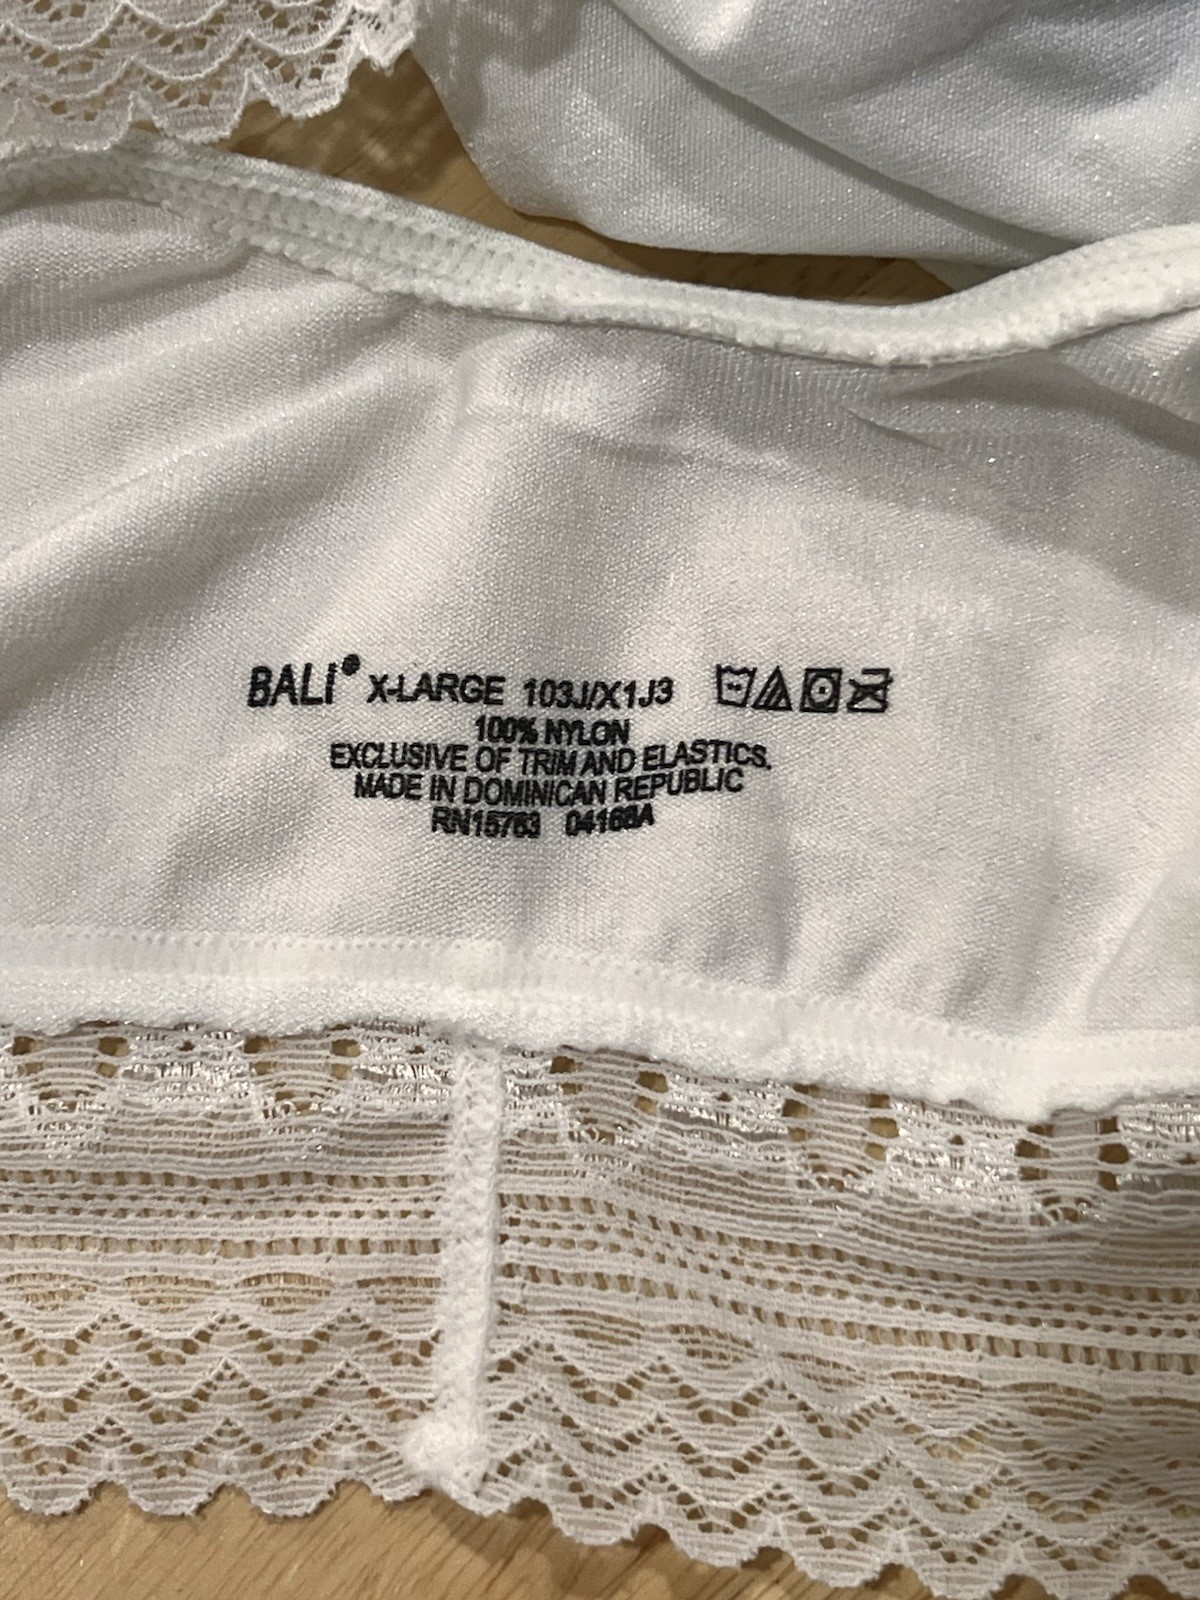 BALI® X-LARGE 103J/X1J3
100% NYLON
EXCLUSIVE OF TRIM AND ELASTICS.
MADE IN DOMINICAN REPUBLIC
RN15763 04168A